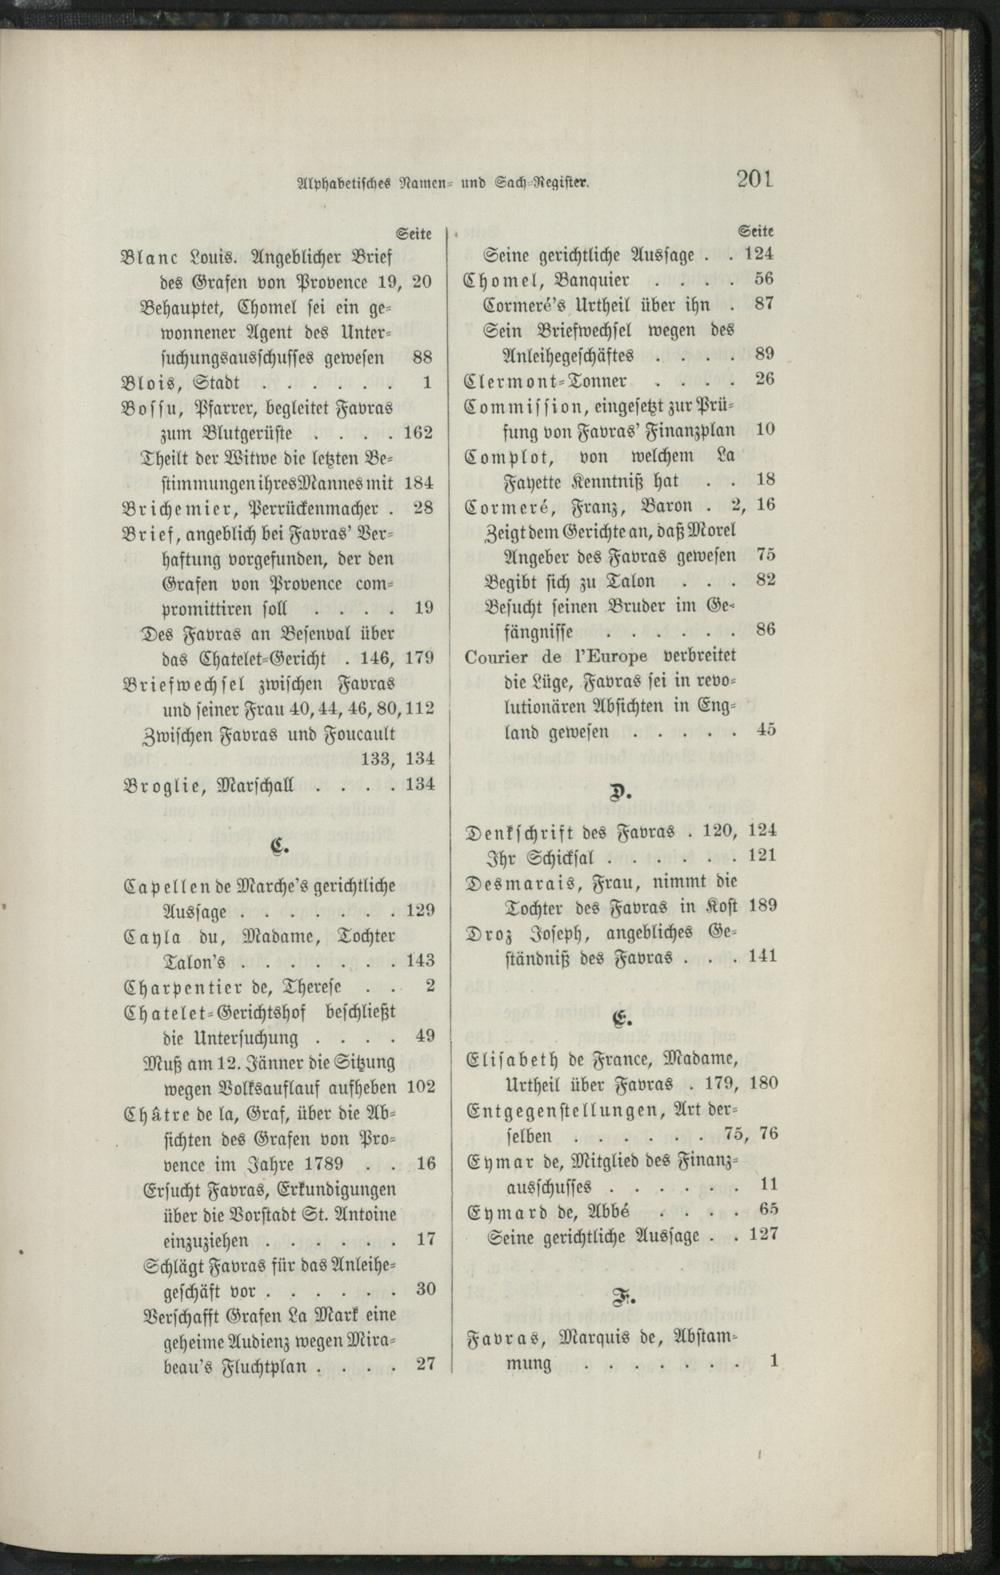 Alphabetisches Namen- und Sach-Register. 201
Seite
Blanc Louis. Angeblicher Brief
des Grafen von Provence 19, 20
Behauptet, Chomel sei ein ge-
wonnener Agent des Unter-
suchungsausschusses gewesen 88
Blois, Stadt . . . . . . 1
Bossu, Pfarrer, begleitet Favras
zum Blutgerüste . . . . 162
Theilt der Witwe die letzten Be-
stimmungen ihres Mannes mit 184
Brichemier, Perrückenmacher . 28
Brief, angeblich bei Favras' Ver-
haftung vorgefunden, der den
Grafen von Provence com-
promittiren soll . . . . 19
Des Favras an Besenval über
das Chatelet-Gericht . 146, 179
Briefwechsel zwischen Favras
und seiner Frau 40, 44, 46, 80, 112
Zwischen Favras und Foucault
133, 134
Broglie, Marschall . . . . 134
C.
Capellen de Marche's gerichtliche
Aussage . . . . . . . 129
Cayla du, Madame, Tochter
Talon's . . . . . . . 143
Charpentier de, Therese . . 2
Chatelet-Gerichtshof beschließt
die Untersuchung . . . . 49
Muß am 12. Jänner die Sitzung
wegen Volksauflauf aufheben 102
Châtre de la, Graf, über die Ab-
sichten des Grafen von Pro-
vence im Jahre 1789 . . 16
Ersucht Favras, Erkundigungen
über die Vorstadt St. Antoine
einzuziehen . . . . . . 17
Schlägt Favras für das Anleihe-
geschäft vor . . . . . . 30
Verschafft Grafen La Mark eine
geheime Audienz wegen Mira-
beau's Fluchtplan . . . . 27
Seite
Seine gerichtliche Aussage . . 124
Chomel, Banquier . . . . 56
Cormeré's Urtheil über ihn . 87
Sein Briefwechsel wegen des
Anleihegeschäftes . . . . 89
Clermont-Tonner . . . . 26
Commission, eingesetzt zur Prü-
fung von Favras' Finanzplan 10
Complot, von welchem La
Fayette Kenntniß hat . . 18
Cormeré, Franz, Baron . 2, 16
Zeigt dem Gerichte an, daß Morel
Angeber des Favras gewesen 75
Begibt sich zu Talon . . . 82
Besucht seinen Bruder im Ge-
fängnisse . . . . . . 86
Courier de l'Europe verbreitet
die Lüge, Favras sei in revo-
lutionären Absichten in Eng-
land gewesen . . . . . 45
D.
Denkschrift des Favras . 120, 124
Ihr Schicksal . . . . . . 121
Desmarais, Frau, nimmt die
Tochter des Favras in Kost 189
Droz Joseph, angebliches Ge-
ständniß des Favras . . . 141
E.
Elisabeth de France, Madame,
Urtheil über Favras . 179, 180
Entgegenstellungen, Art der-
selben . . . . . . 75, 76
Eymar de, Mitglied des Finanz-
ausschusses . . . . . . 11
Eymard de, Abbé . . . . 65
Seine gerichtliche Aussage . . 127
F.
Favras, Marquis de, Abstam-
mung . . . . . . . 1